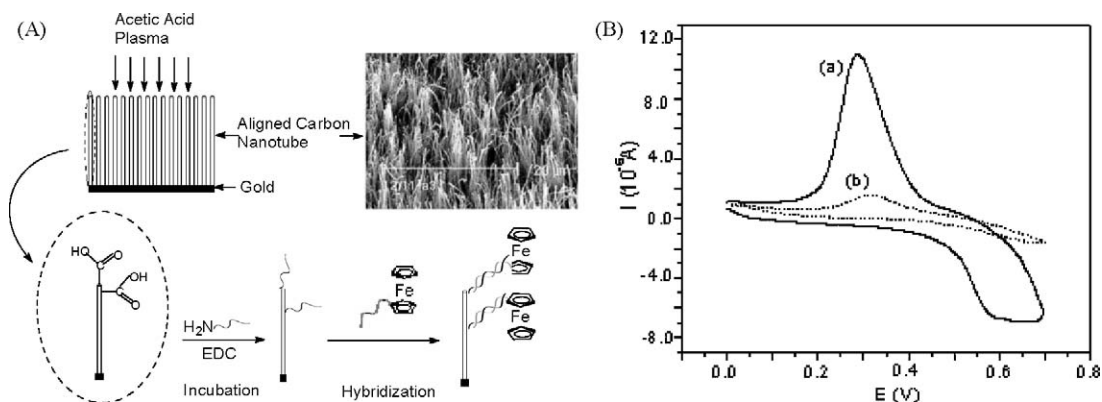 (A)
Acetic Acid
Plasma
Aligned Carbon
Nanotube
Gold
20 um
HO
C
O
OH
C
O
H₂N
EDC
Incubation
Fe
Hybridization
Fe
Fe
(B)
I (10⁻⁶A)
12.0
8.0
4.0
0.0
-4.0
-8.0
(a)
(b)
0.0 0.2 0.4 0.6 0.8
E (V)